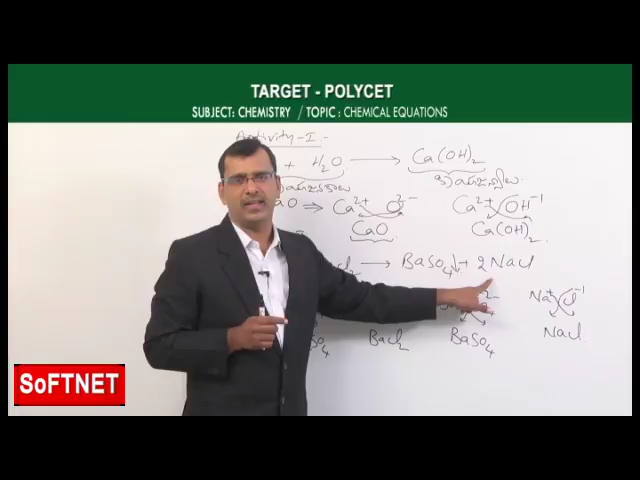 TARGET - POLYCET
SUBJECT: CHEMISTRY / TOPIC : CHEMICAL EQUATIONS
Activity-I:-
+ H₂O ⟶ Ca(OH)₂
aO ⇒ Ca²⁺ O²⁻ Ca²⁺ OH⁻¹
CaO Ca(OH)₂
⟶ BaSO₄↓ + 2NaCl
Na⁺ Cl⁻¹
BaCl₂ BaSO₄ NaCl
SoFTNET